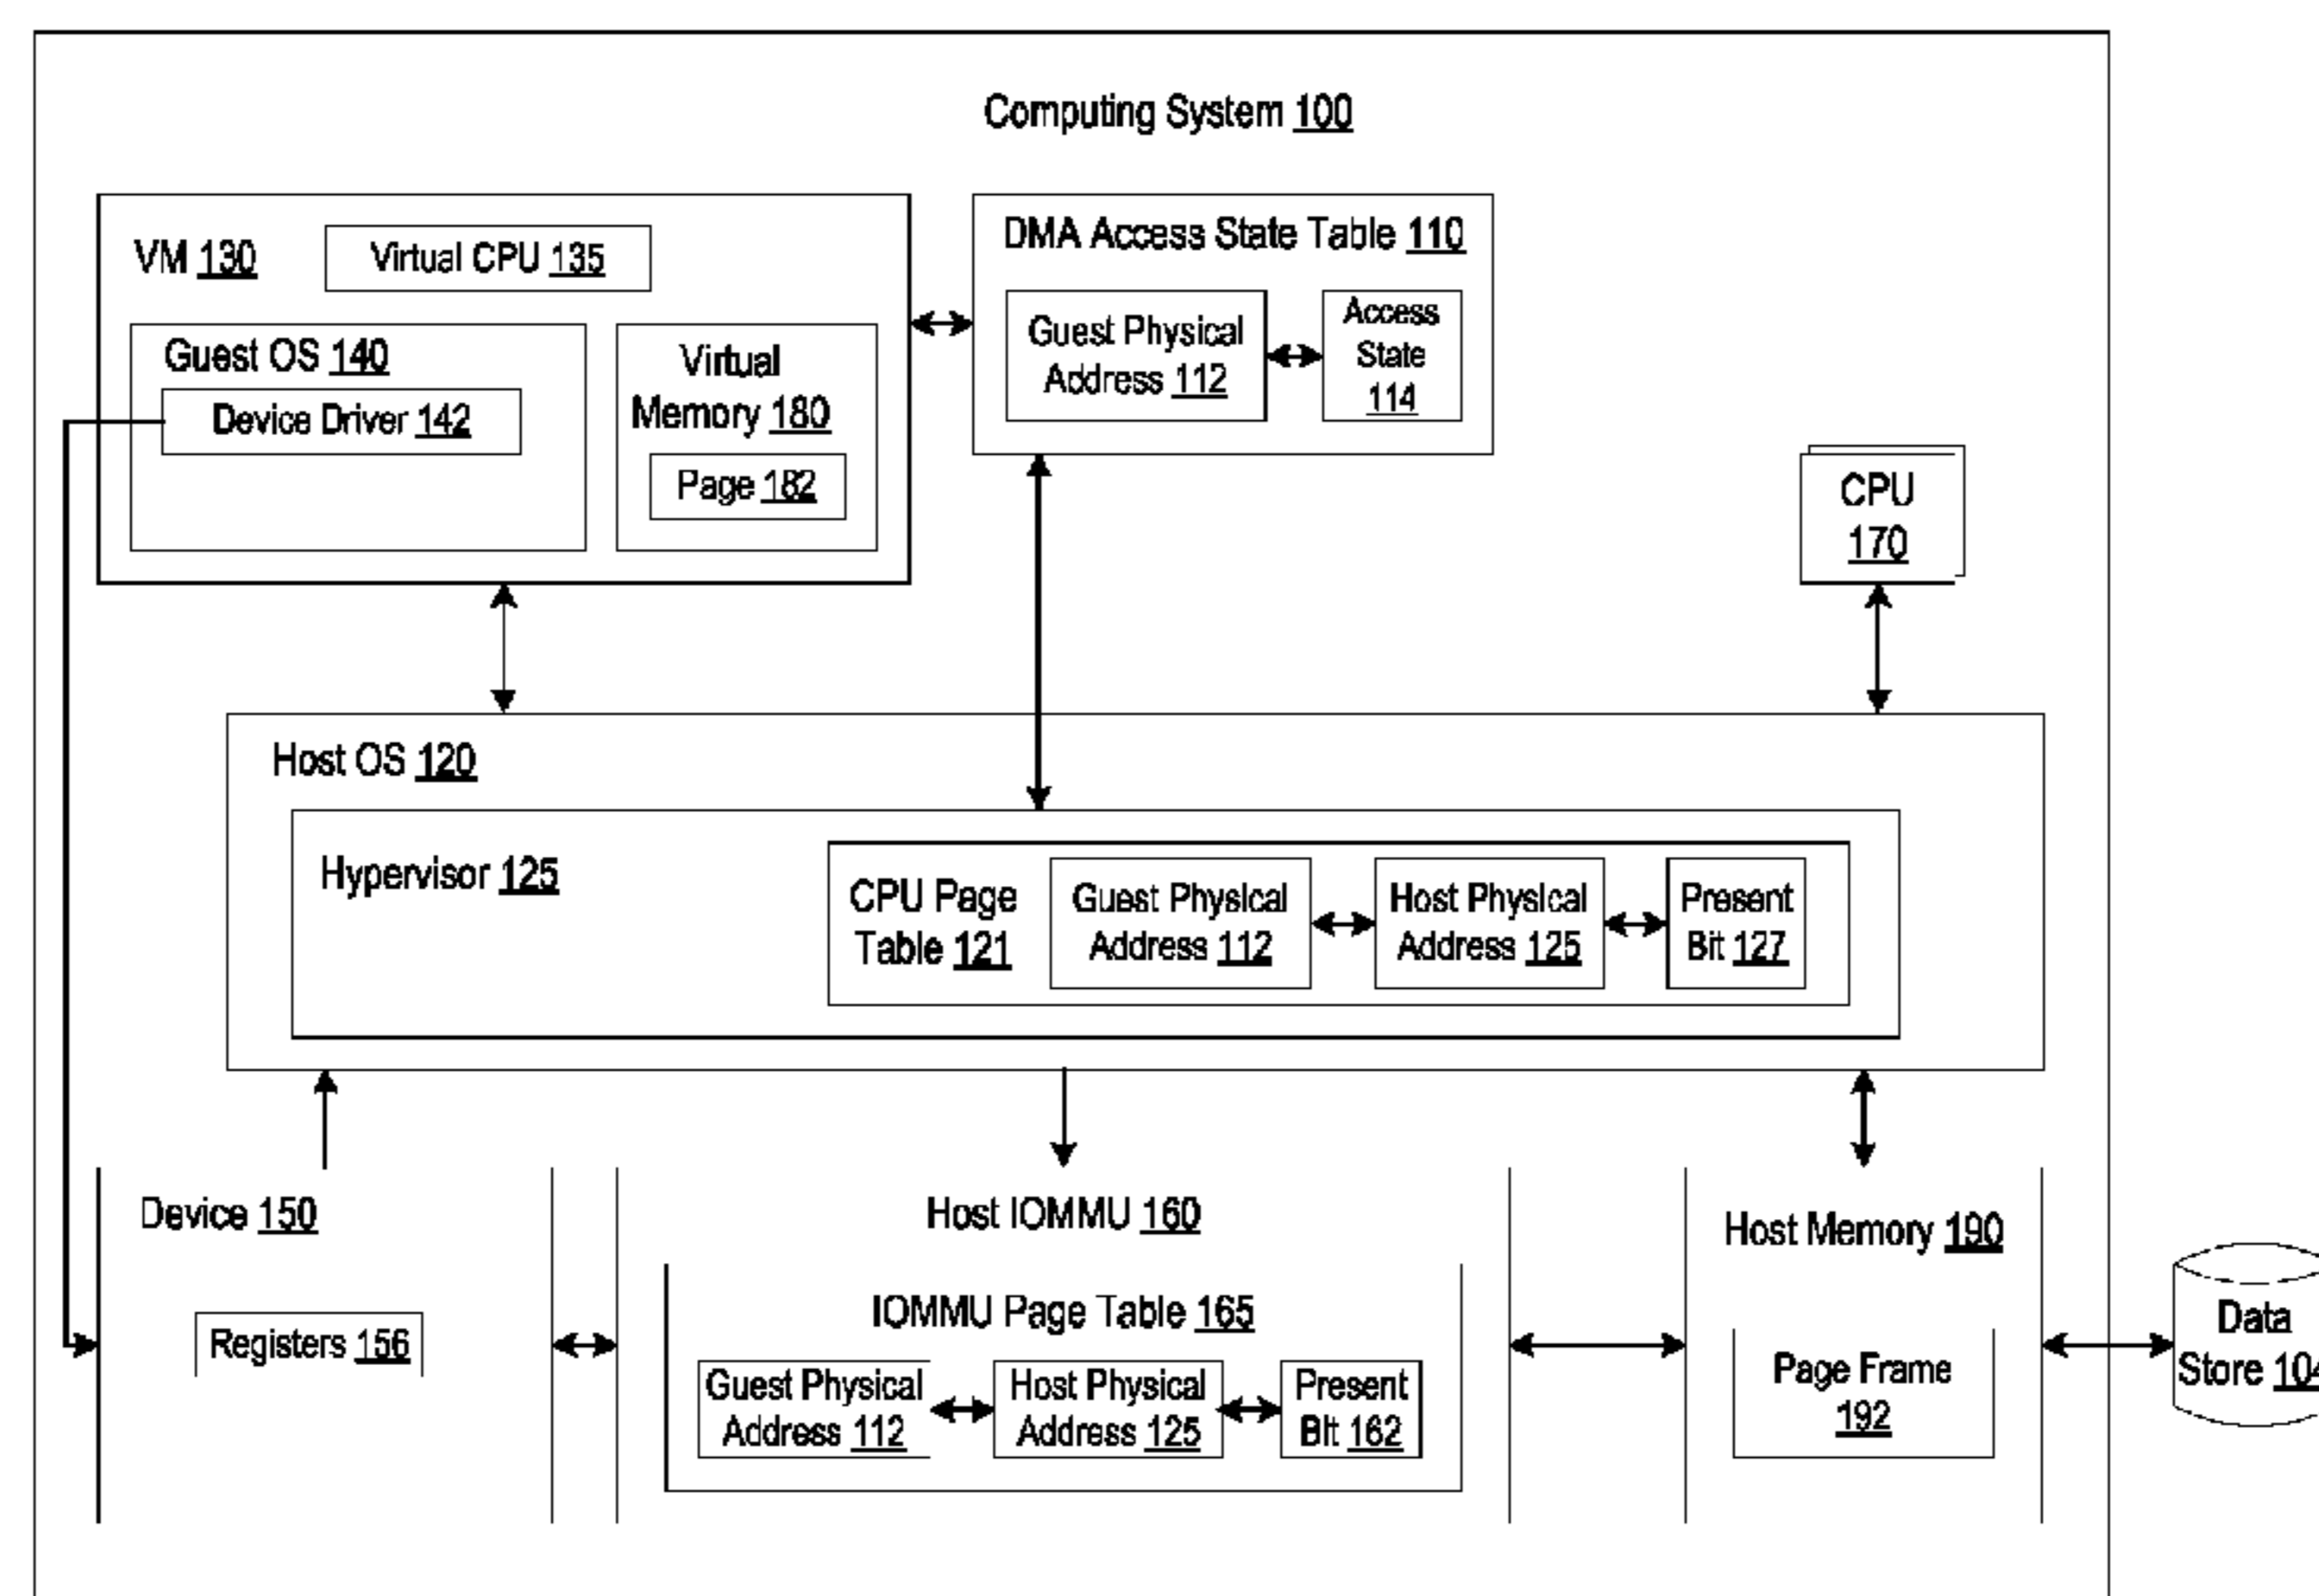 Computing System 100
VM 130
Virtual CPU 135
Guest OS 140
Device Driver 142
Virtual
Memory 180
Page 182
DMA Access State Table 110
Guest Physical
Address 112
Access
State
114
CPU
170
Host OS 120
Hypervisor 125
CPU Page
Table 121
Guest Physical
Address 112
Host Physical
Address 125
Present
Bit 127
Device 150
Registers 156
Host IOMMU 160
IOMMU Page Table 165
Guest Physical
Address 112
Host Physical
Address 125
Present
Bit 162
Host Memory 190
Page Frame
192
Data
Store 104